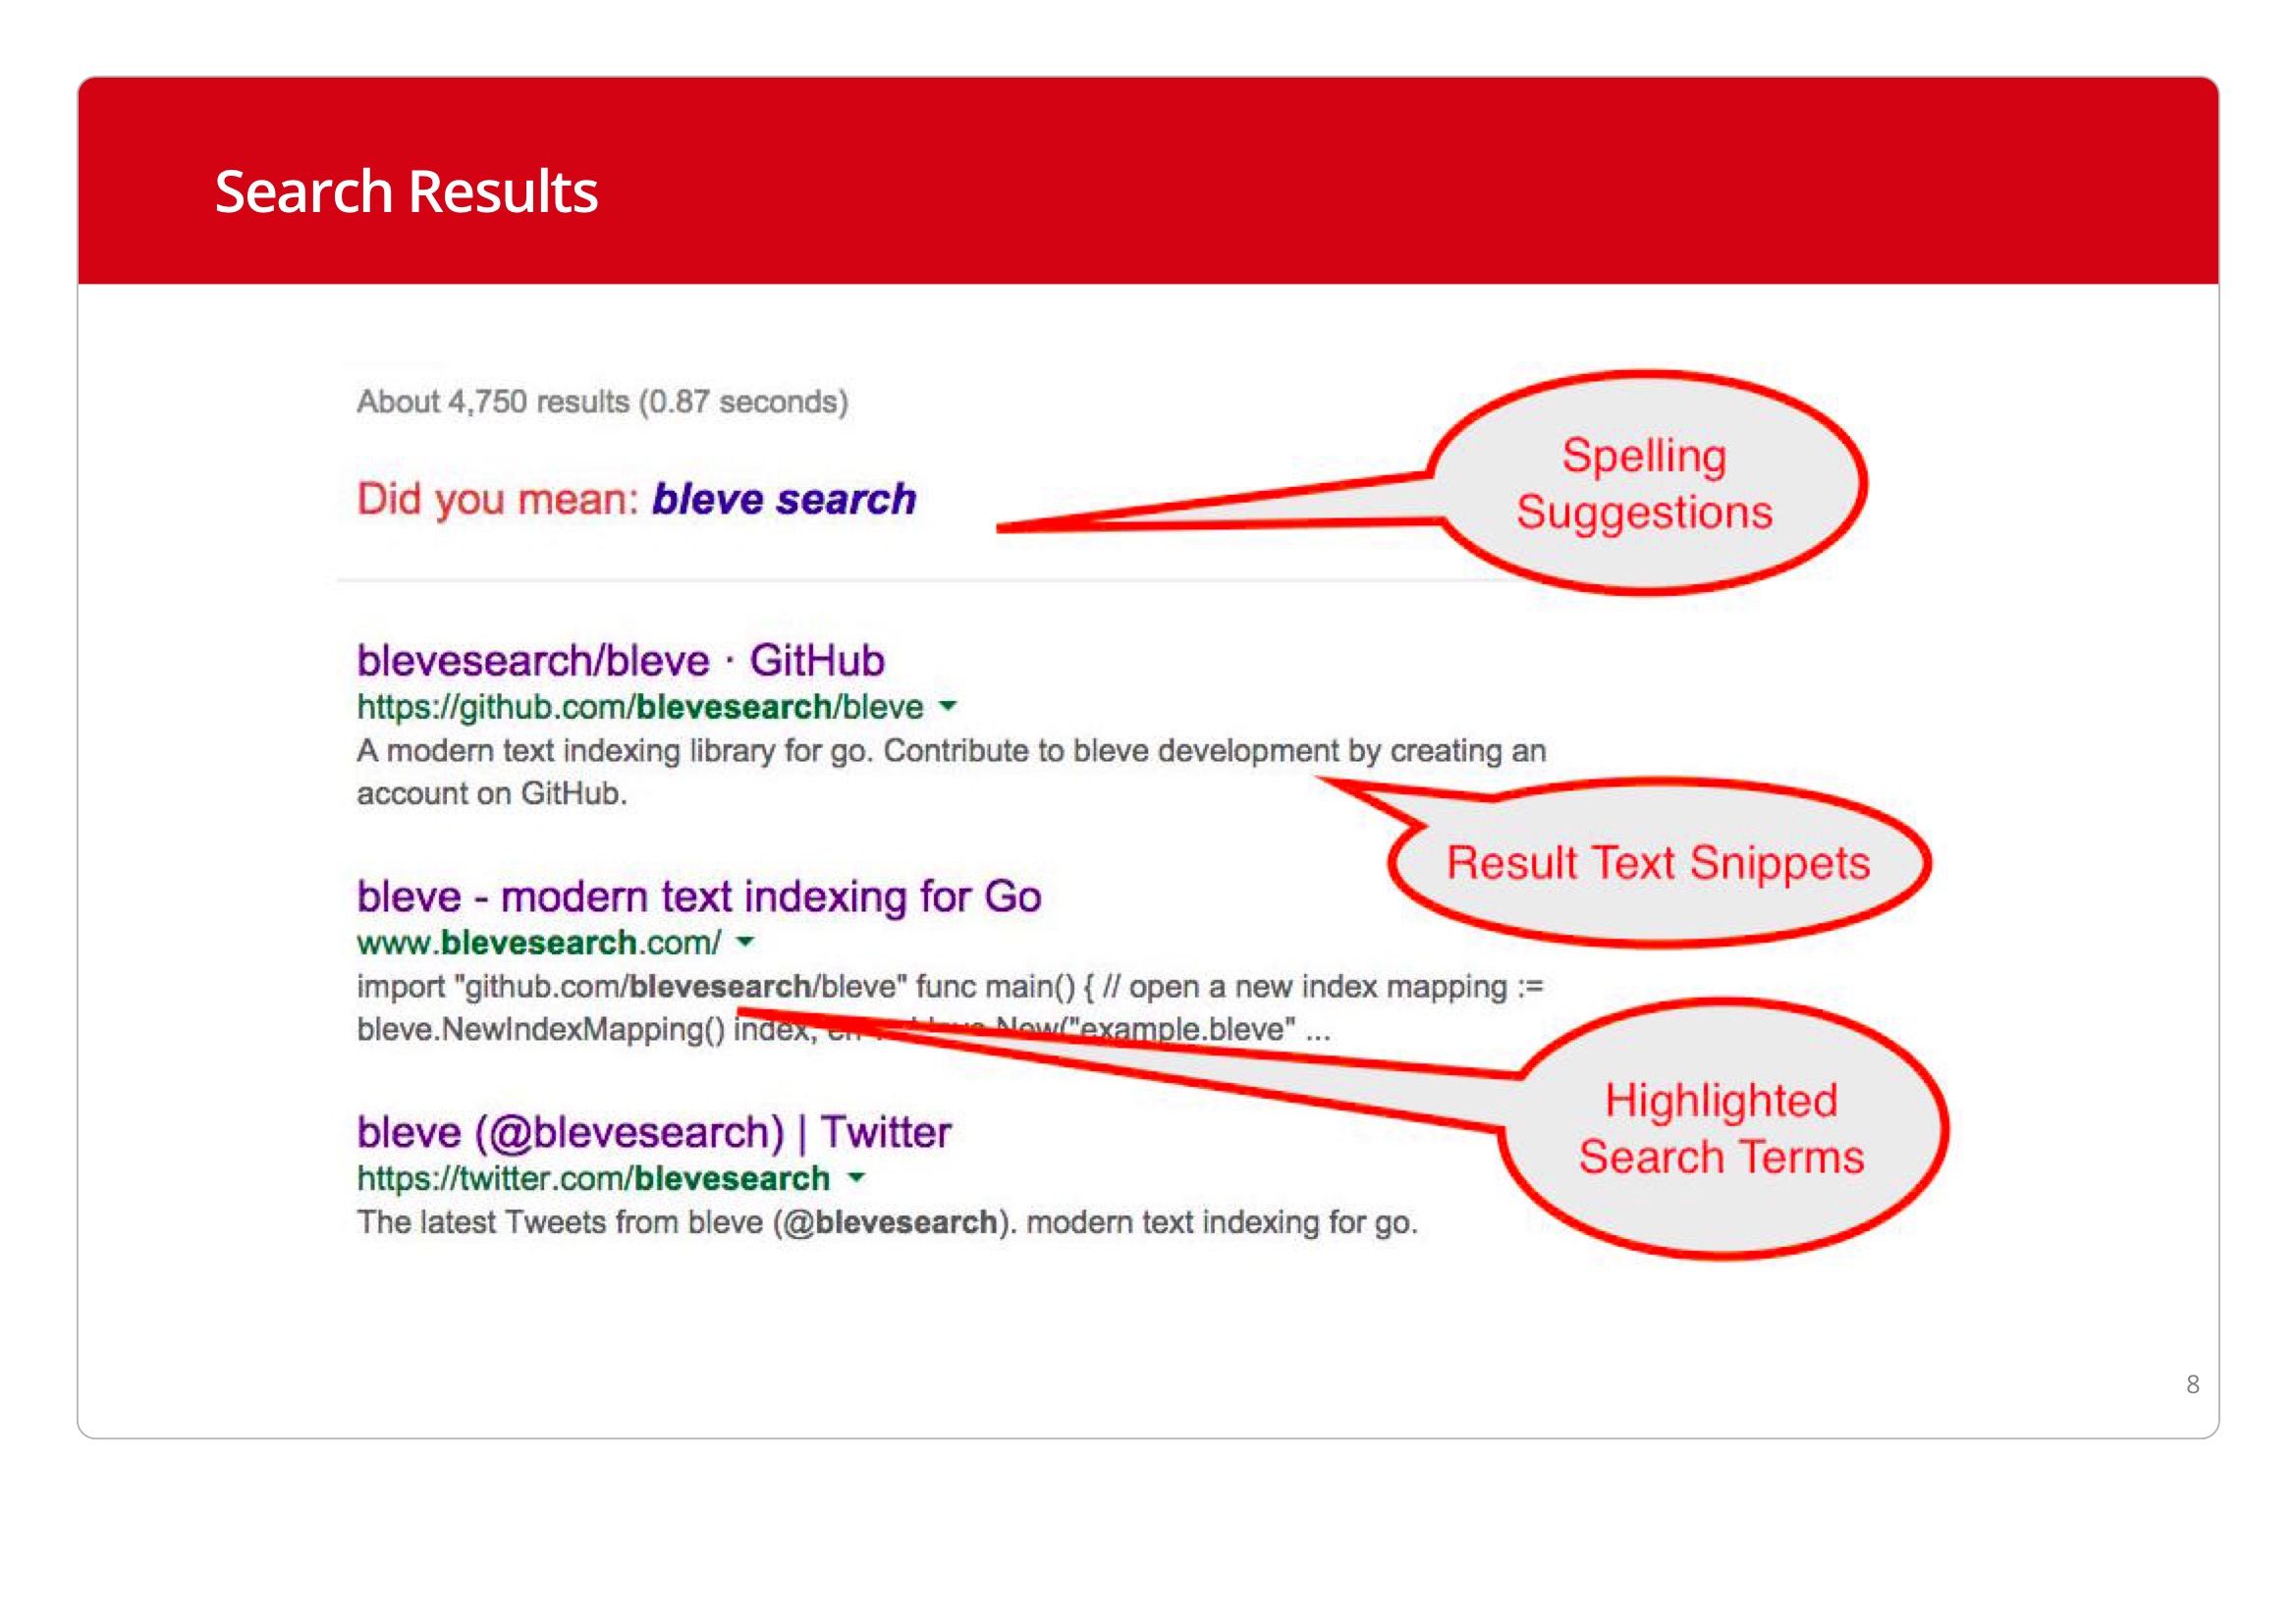 Search Results
About 4,750 results (0.87 seconds)
Did you mean: bleve search
Spelling
Suggestions
blevesearch/bleve · GitHub
https://github.com/blevesearch/bleve
A modern text indexing library for go. Contribute to bleve development by creating an
account on GitHub.
Result Text Snippets
bleve - modern text indexing for Go
www.blevesearch.com/
import "github.com/blevesearch/bleve" func main() { // open a new index mapping :=
bleve.NewIndexMapping() index, New("example.bleve" ...
Highlighted
Search Terms
bleve (@blevesearch) | Twitter
https://twitter.com/blevesearch
The latest Tweets from bleve (@blevesearch). modern text indexing for go.
8